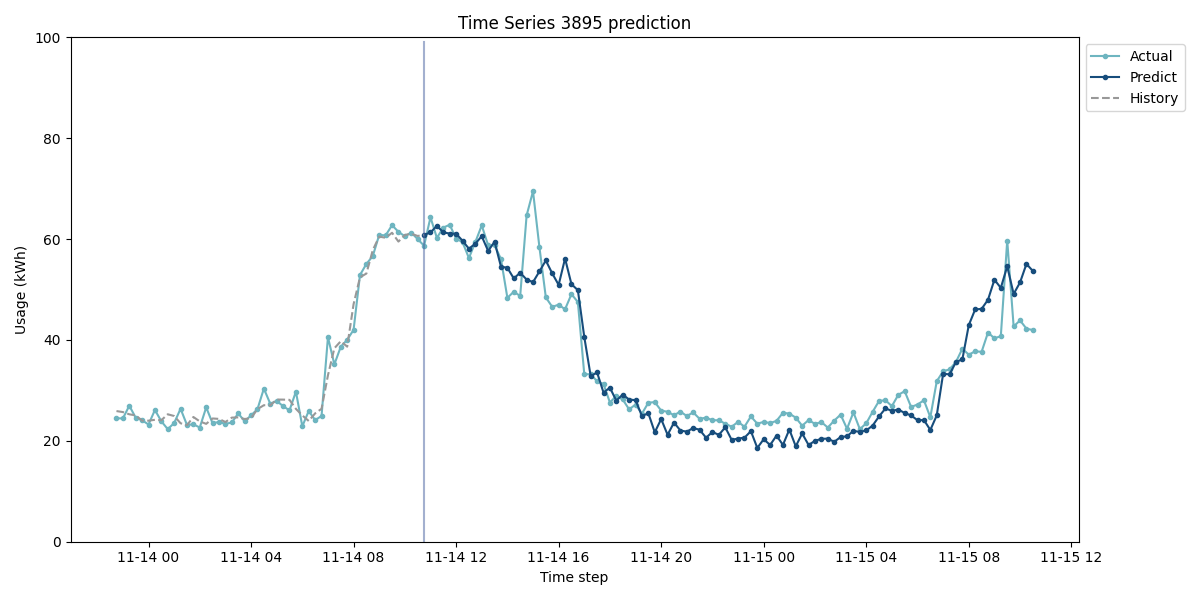 Time Series 3895 prediction
Usage (kWh)
100
80
60
40
20
0
11-14 00
11-14 04
11-14 08
11-14 12
11-14 16
11-14 20
11-15 00
11-15 04
11-15 08
11-15 12
Time step
Actual
Predict
History